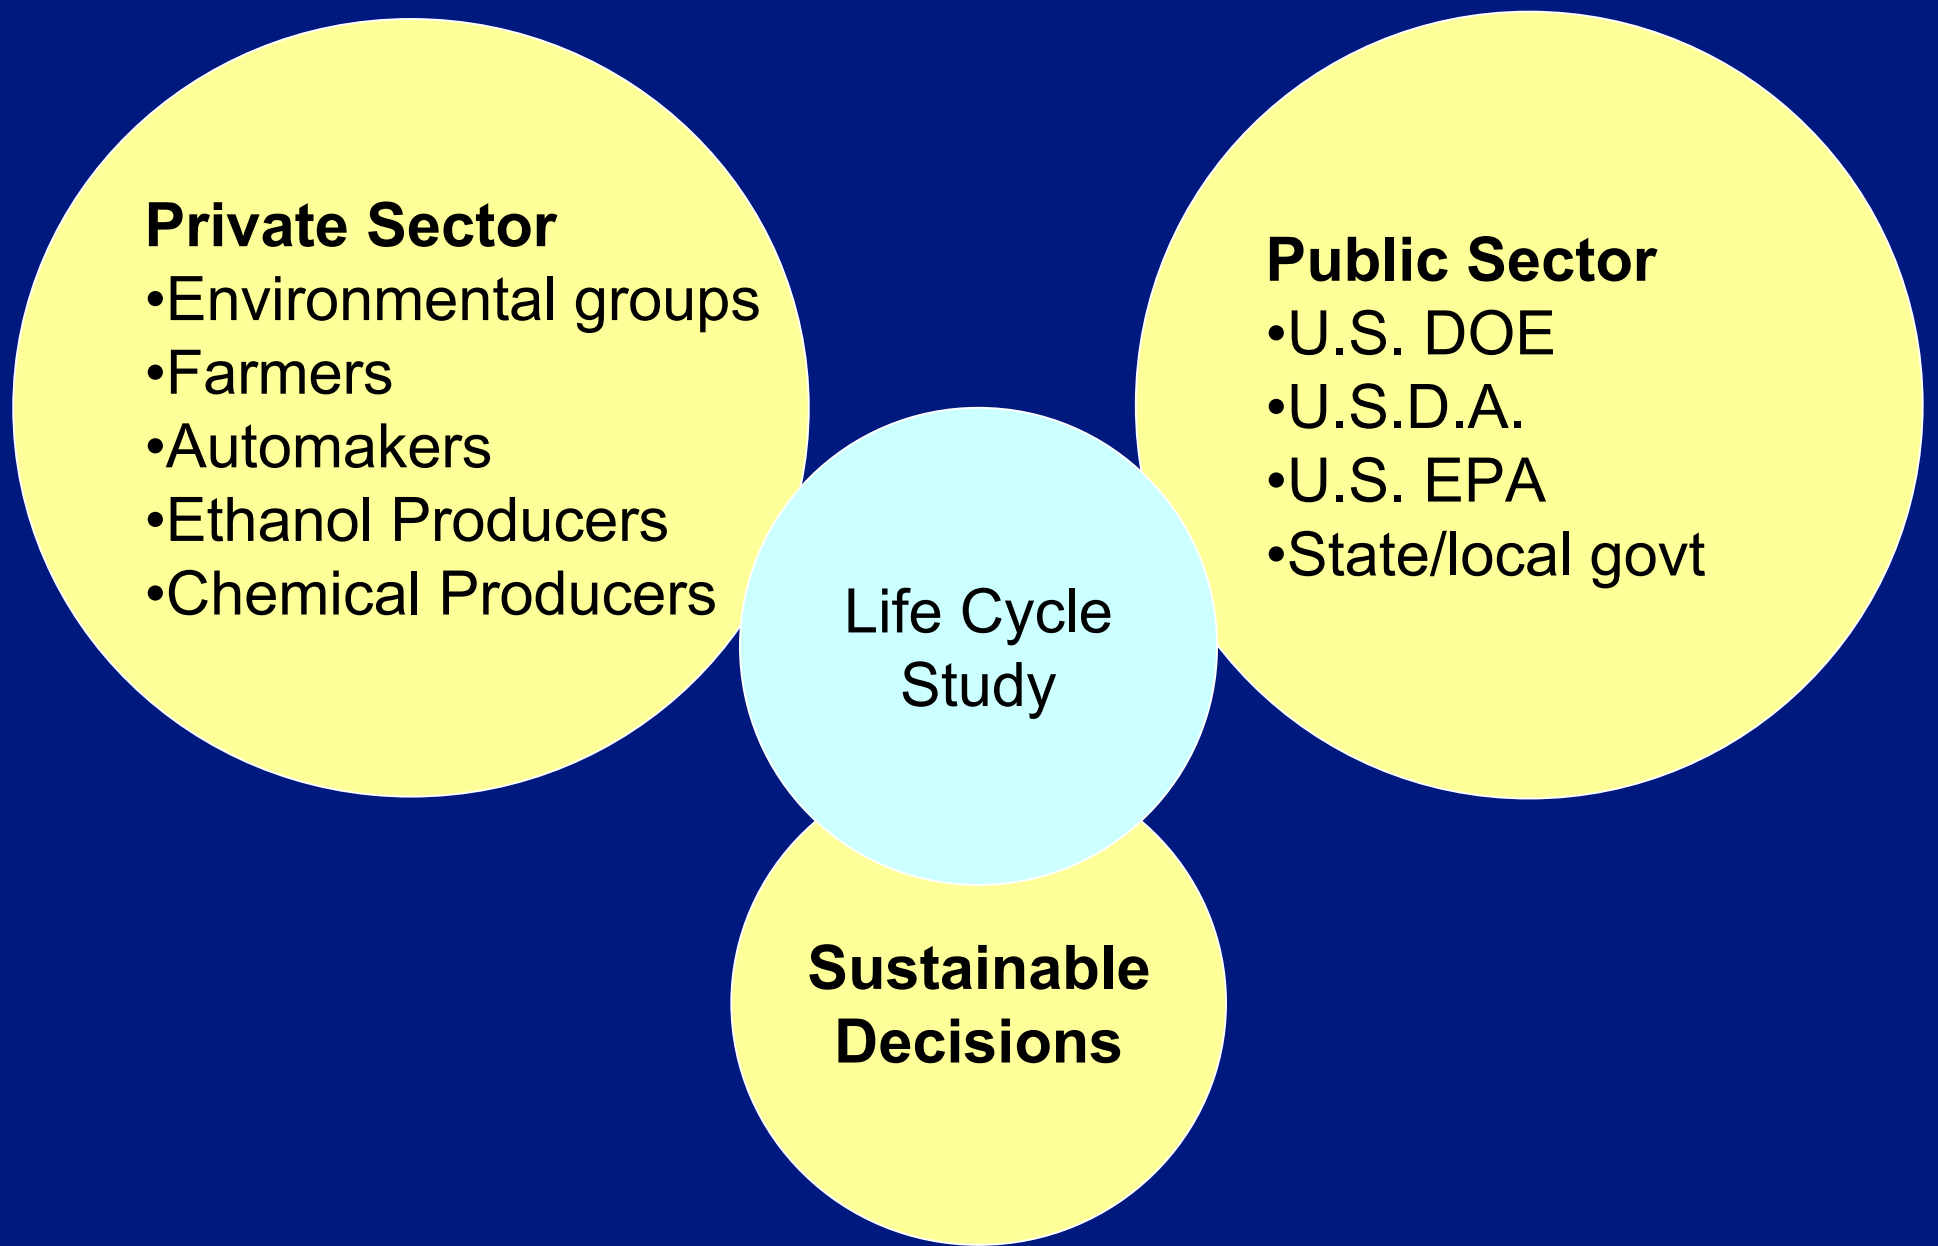 Private Sector
•Environmental groups
•Farmers
•Automakers
•Ethanol Producers
•Chemical Producers
Public Sector
•U.S. DOE
•U.S.D.A.
•U.S. EPA
•State/local govt
Life Cycle
Study
Sustainable
Decisions